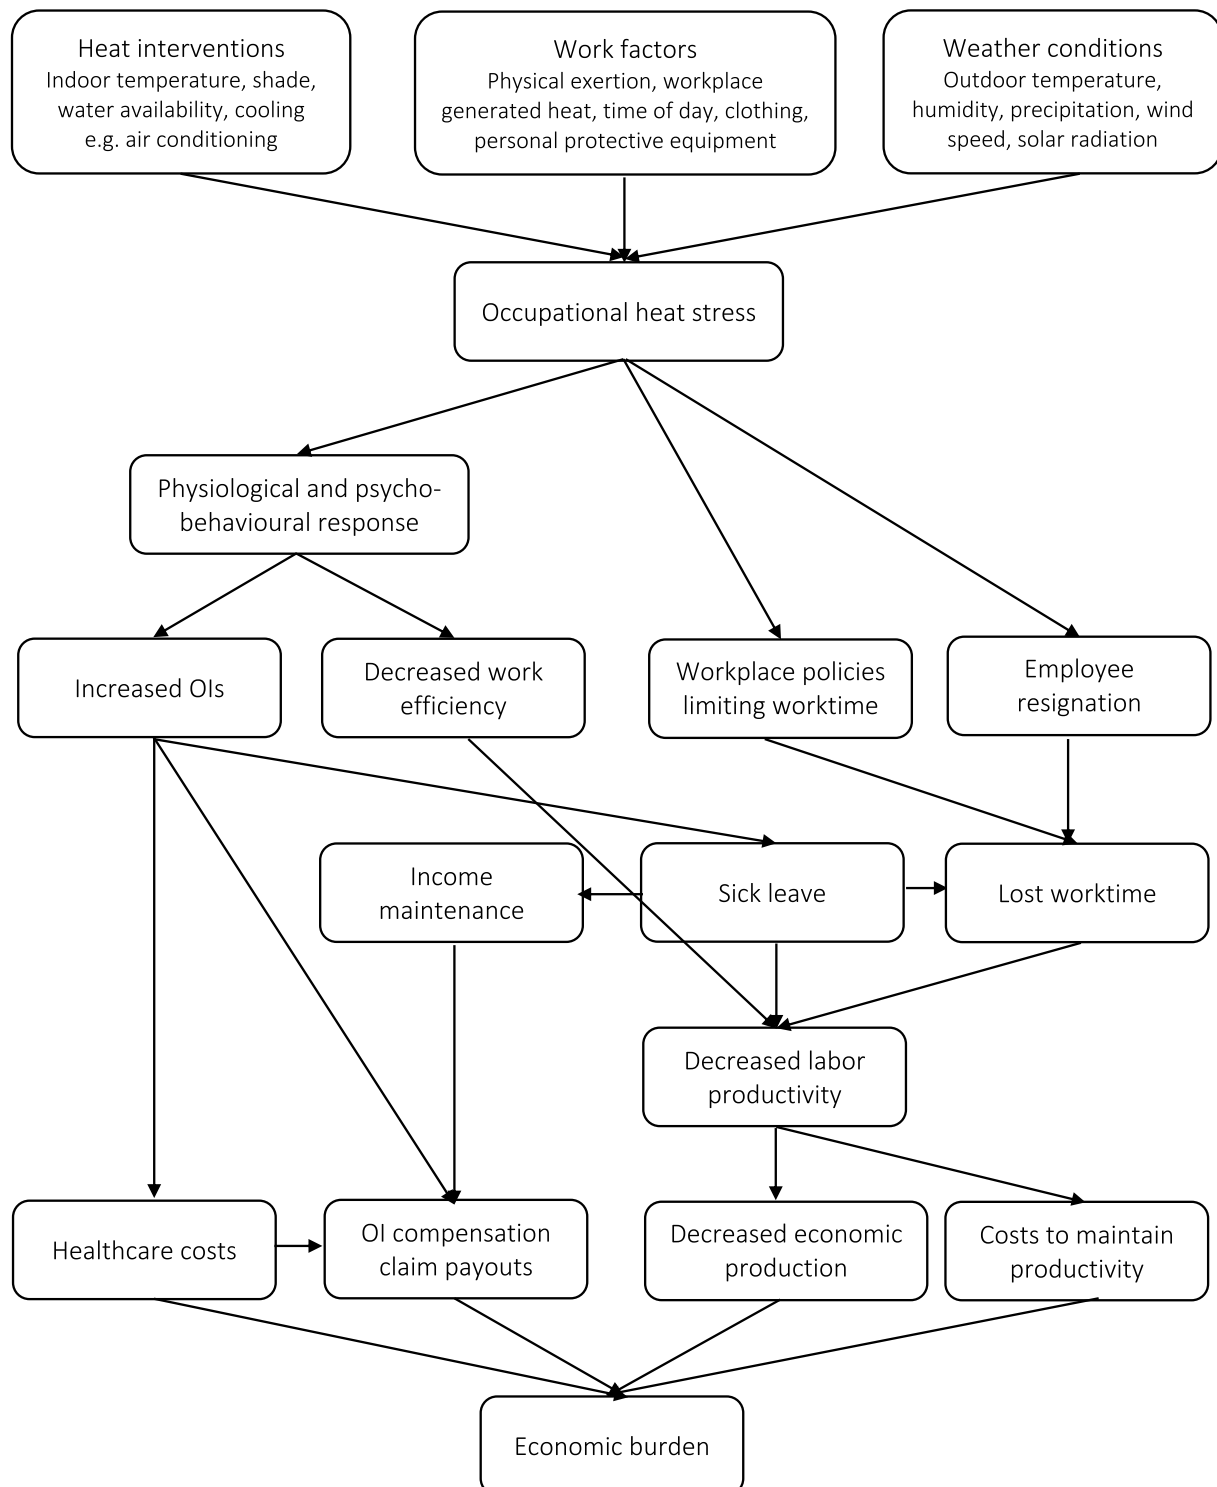 Heat interventions
Indoor temperature, shade,
water availability, cooling
e.g. air conditioning
Work factors
Physical exertion, workplace
generated heat, time of day, clothing,
personal protective equipment
Weather conditions
Outdoor temperature,
humidity, precipitation, wind
speed, solar radiation
Occupational heat stress
Physiological and psycho-
behavioural response
Increased OIs
Decreased work
efficiency
Workplace policies
limiting worktime
Employee
resignation
Income
maintenance
Sick leave
Lost worktime
Decreased labor
productivity
Healthcare costs
OI compensation
claim payouts
Decreased economic
production
Costs to maintain
productivity
Economic burden